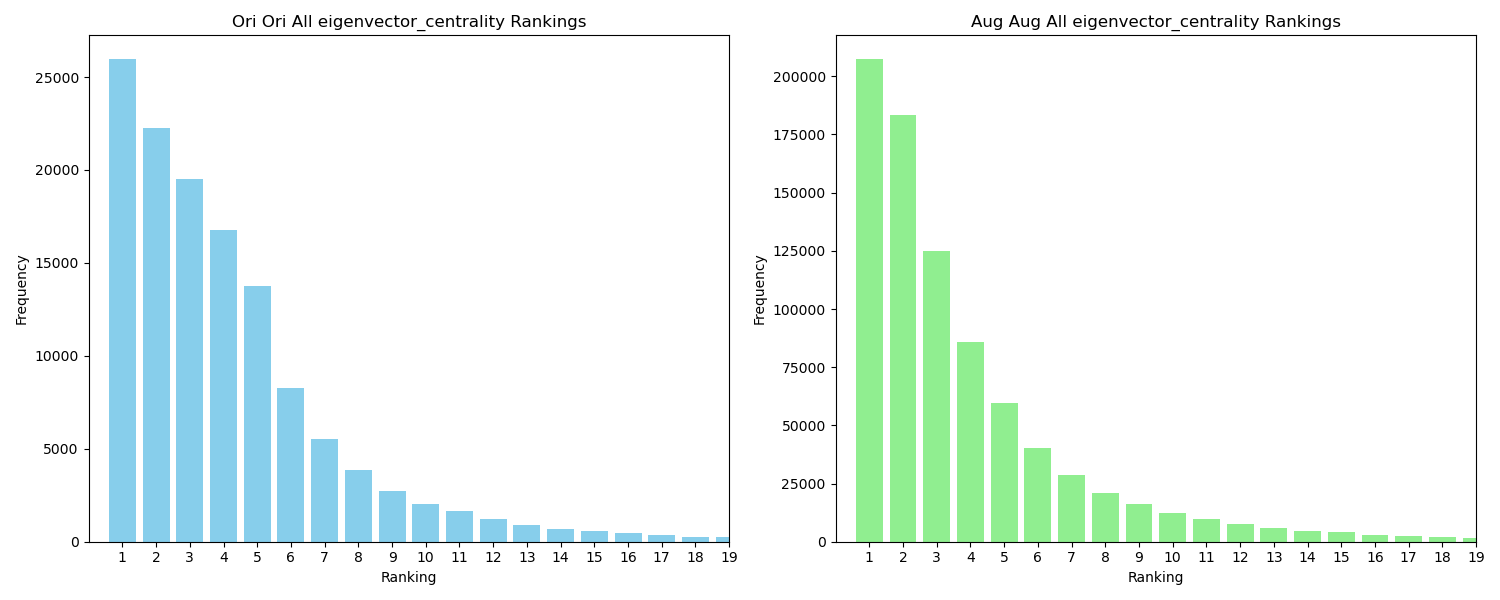 Ori Ori All eigenvector_centrality Rankings
25000
20000
15000
10000
5000
0
Frequency
1 2 3 4 5 6 7 8 9 10 11 12 13 14 15 16 17 18 19
Ranking
Aug Aug All eigenvector_centrality Rankings
200000
175000
150000
125000
100000
75000
50000
25000
0
Frequency
1 2 3 4 5 6 7 8 9 10 11 12 13 14 15 16 17 18 19
Ranking